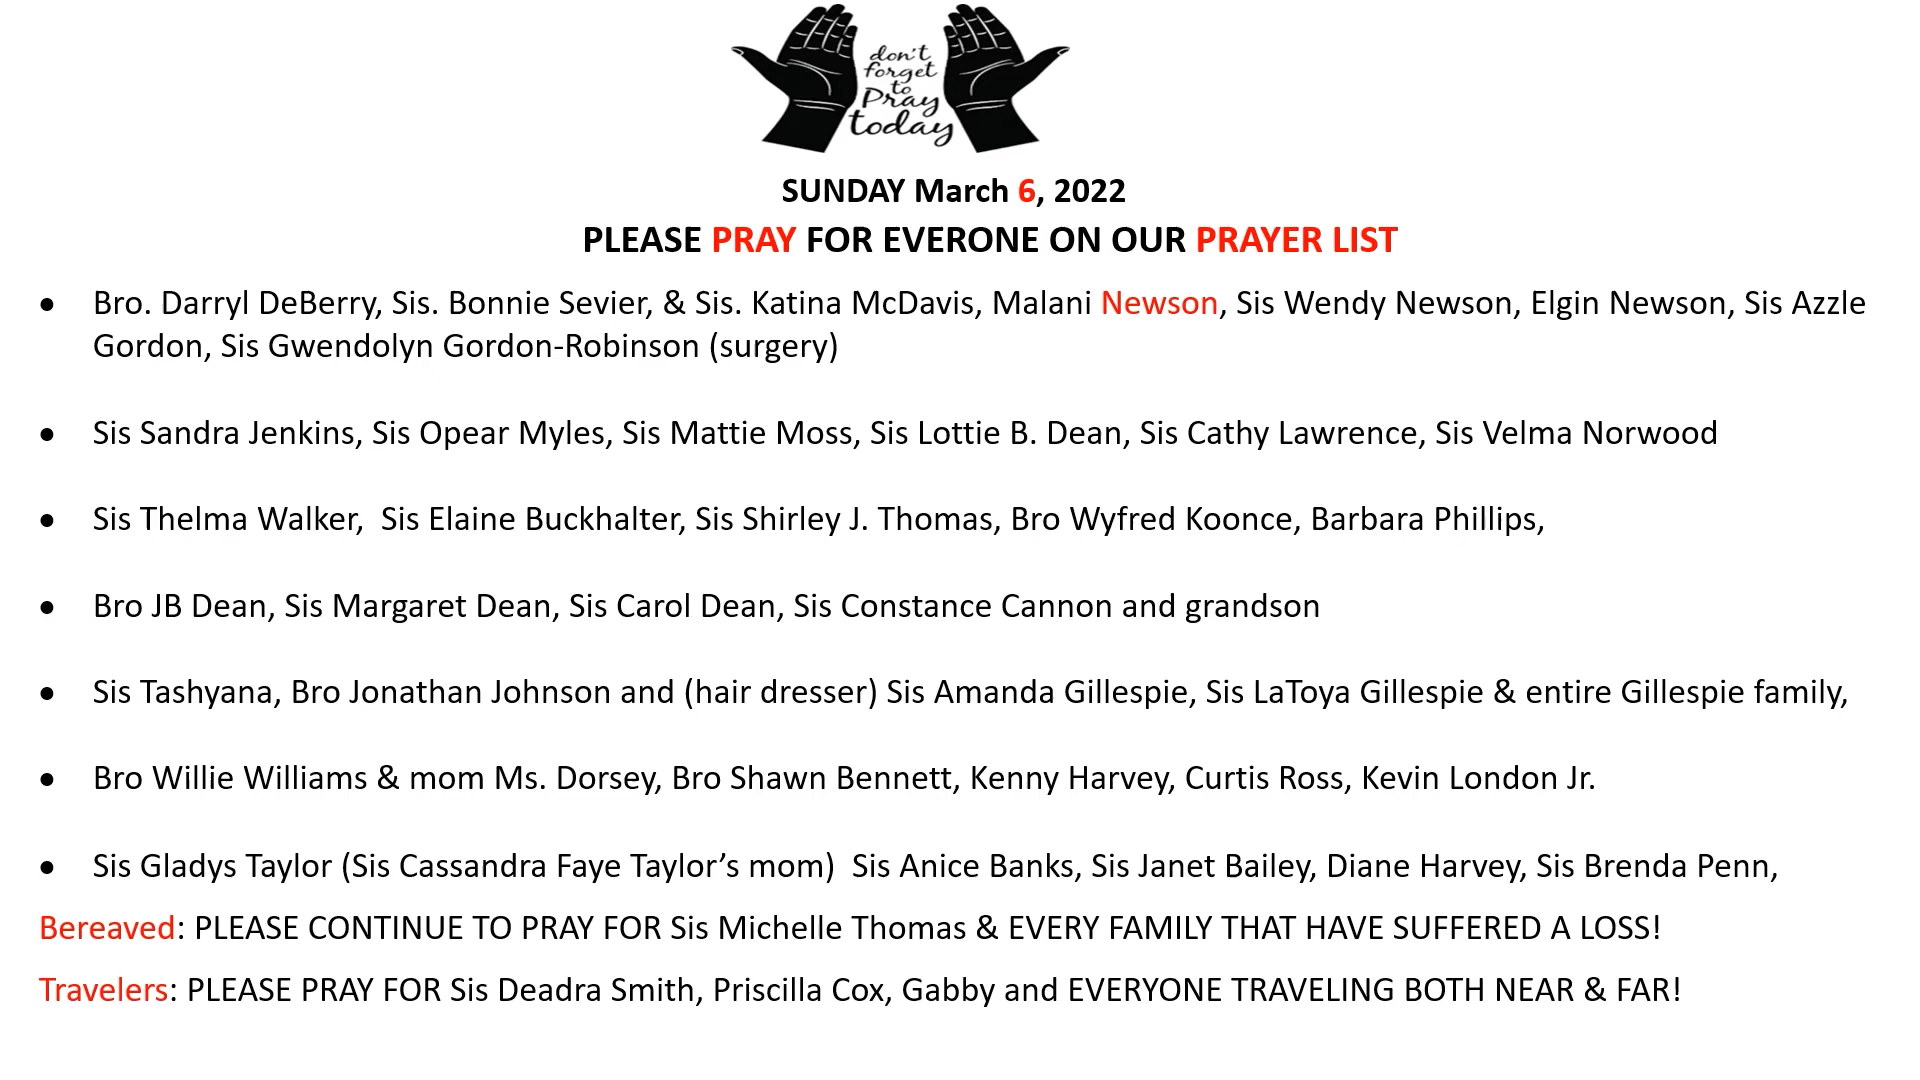 don't
forget
to
Pray
today
SUNDAY March 6, 2022
PLEASE PRAY FOR EVERONE ON OUR PRAYER LIST
• Bro. Darryl DeBerry, Sis. Bonnie Sevier, & Sis. Katina McDavis, Malani Newson, Sis Wendy Newson, Elgin Newson, Sis Azzle
Gordon, Sis Gwendolyn Gordon-Robinson (surgery)
• Sis Sandra Jenkins, Sis Opear Myles, Sis Mattie Moss, Sis Lottie B. Dean, Sis Cathy Lawrence, Sis Velma Norwood
• Sis Thelma Walker,  Sis Elaine Buckhalter, Sis Shirley J. Thomas, Bro Wyfred Koonce, Barbara Phillips,
• Bro JB Dean, Sis Margaret Dean, Sis Carol Dean, Sis Constance Cannon and grandson
• Sis Tashyana, Bro Jonathan Johnson and (hair dresser) Sis Amanda Gillespie, Sis LaToya Gillespie & entire Gillespie family,
• Bro Willie Williams & mom Ms. Dorsey, Bro Shawn Bennett, Kenny Harvey, Curtis Ross, Kevin London Jr.
• Sis Gladys Taylor (Sis Cassandra Faye Taylor’s mom)  Sis Anice Banks, Sis Janet Bailey, Diane Harvey, Sis Brenda Penn,
Bereaved: PLEASE CONTINUE TO PRAY FOR Sis Michelle Thomas & EVERY FAMILY THAT HAVE SUFFERED A LOSS!
Travelers: PLEASE PRAY FOR Sis Deadra Smith, Priscilla Cox, Gabby and EVERYONE TRAVELING BOTH NEAR & FAR!